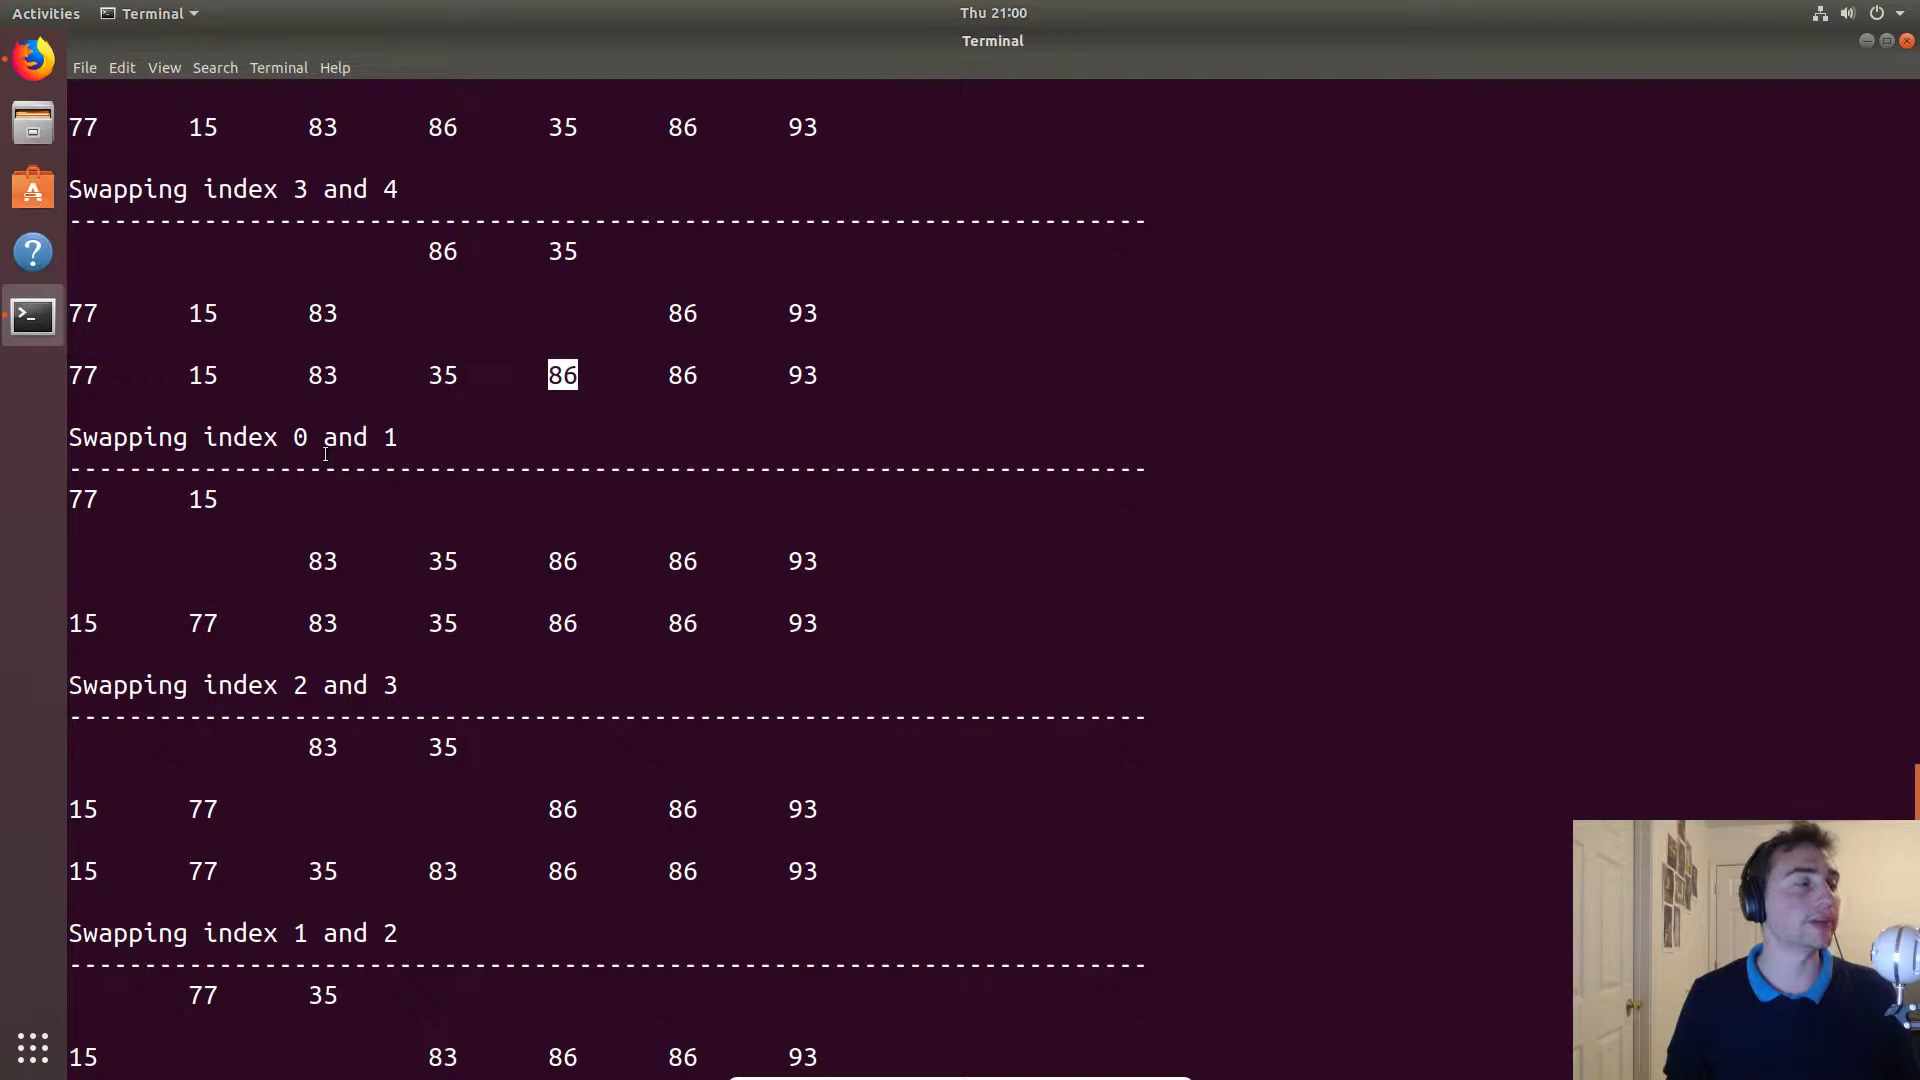 Activities Terminal Thu 21:00
Terminal
File Edit View Search Terminal Help
77 15 83 86 35 86 93
Swapping index 3 and 4
------------------------------------------------------------------------
86 35
77 15 83 86 93
77 15 83 35 86 86 93
Swapping index 0 and 1
------------------------------------------------------------------------
77 15
83 35 86 86 93
15 77 83 35 86 86 93
Swapping index 2 and 3
------------------------------------------------------------------------
83 35
15 77 86 86 93
15 77 35 83 86 86 93
Swapping index 1 and 2
------------------------------------------------------------------------
77 35
15 83 86 86 93